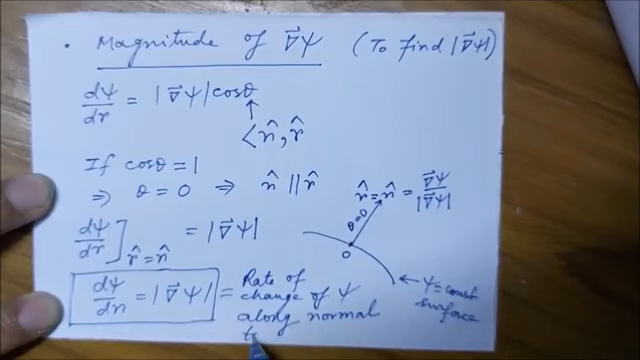 • Magnitude of ∇⃗ψ (To find |∇⃗ψ|)
dψ/dr = |∇⃗ψ| cosθ
<n̂, r̂
If cosθ = 1
⇒ θ = 0 ⇒ n̂ || r̂
r̂ = n̂ = ∇⃗ψ/|∇⃗ψ|
θ=0
dψ/dr]r̂=n̂ = |∇⃗ψ|
O
dψ/dn = |∇⃗ψ| = Rate of
change of ψ
along normal
to
ψ = const
surface